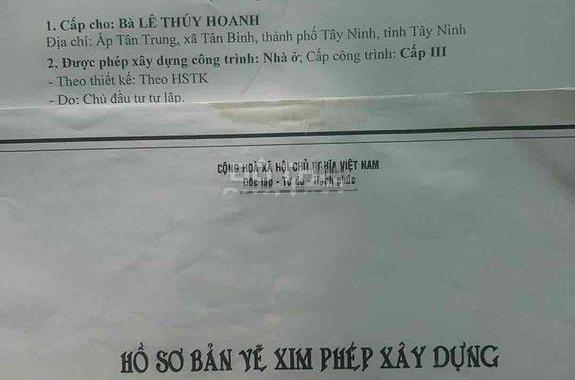 1. Cấp cho: Bà LÊ THÚY HOANH
Địa chỉ: Ấp Tân Trung, xã Tân Bình, thành phố Tây Ninh, tỉnh Tây Ninh
2. Được phép xây dựng công trình: Nhà ở; Cấp công trình: Cấp III
- Theo thiết kế: Theo HSTK
- Do: Chủ đầu tư tự lập.
CỘNG HOÀ XÃ HỘI CHỦ NGHĨA VIỆT NAM
Độc lập - Tự do - Hạnh phúc
HỒ SƠ BẢN VẼ XIM PHÉP XÂY DỰNG